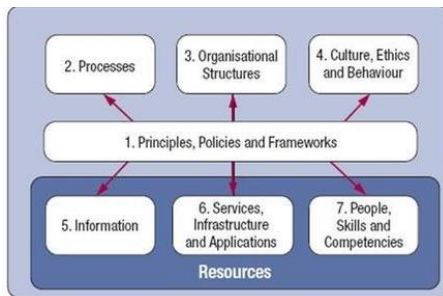 2. Processes
3. Organisational
Structures
4. Culture, Ethics
and Behaviour
1. Principles, Policies and Frameworks
5. Information
6. Services,
Infrastructure
and Applications
7. People,
Skills and
Competencies
Resources